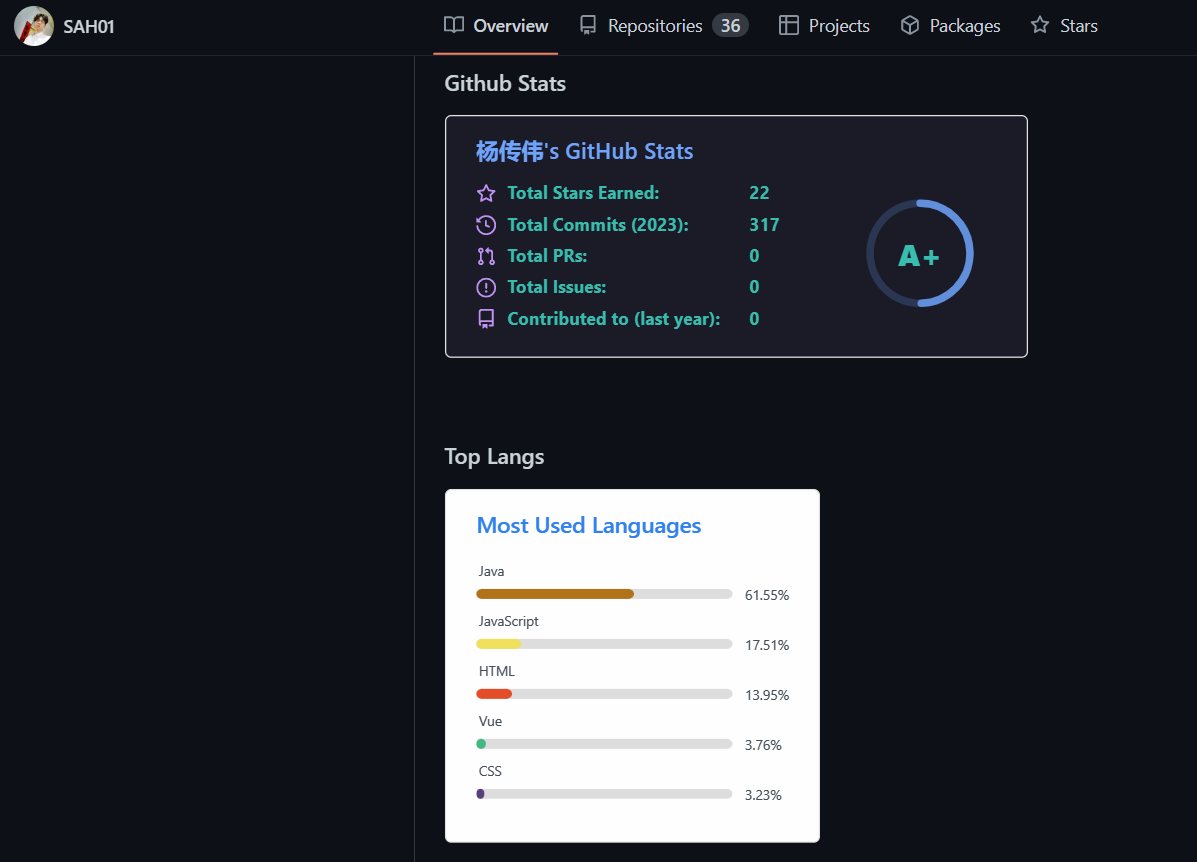 SAH01
Overview
Repositories 36
Projects
Packages
Stars
Github Stats
杨传伟's GitHub Stats
Total Stars Earned: 22
Total Commits (2023): 317
Total PRs: 0
Total Issues: 0
Contributed to (last year): 0
A+
Top Langs
Most Used Languages
Java
61.55%
JavaScript
17.51%
HTML
13.95%
Vue
3.76%
CSS
3.23%